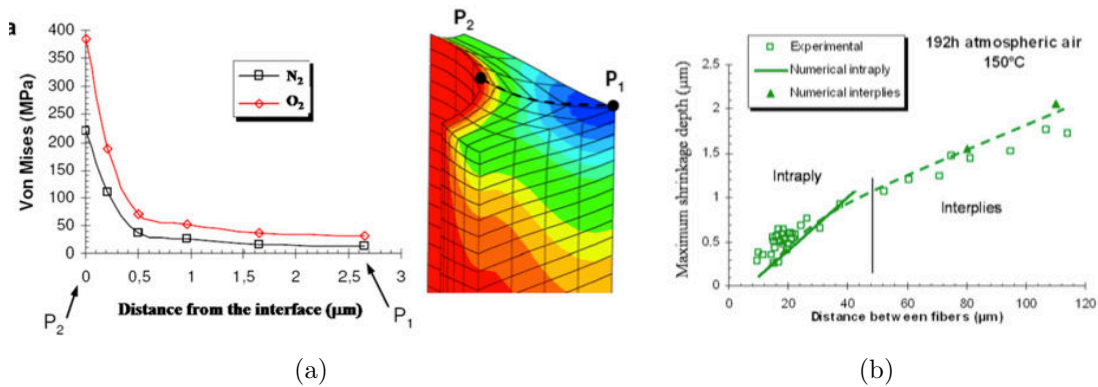 a
400
350
300
250
200
150
100
50
0
Von Mises (MPa)
N₂
O₂
0
0,5
1
1,5
2
2,5
3
Distance from the interface (μm)
P₂
P₁
P₂
P₁
(a)
b
192h atmospheric air
150°C
Experimental
Numerical intraply
Numerical interplies
2.5
2
1.5
1
0.5
0
Maximum shrinkage depth (μm)
Intraply
Interplies
0
20
40
60
80
100
120
Distance between fibers (μm)
(b)